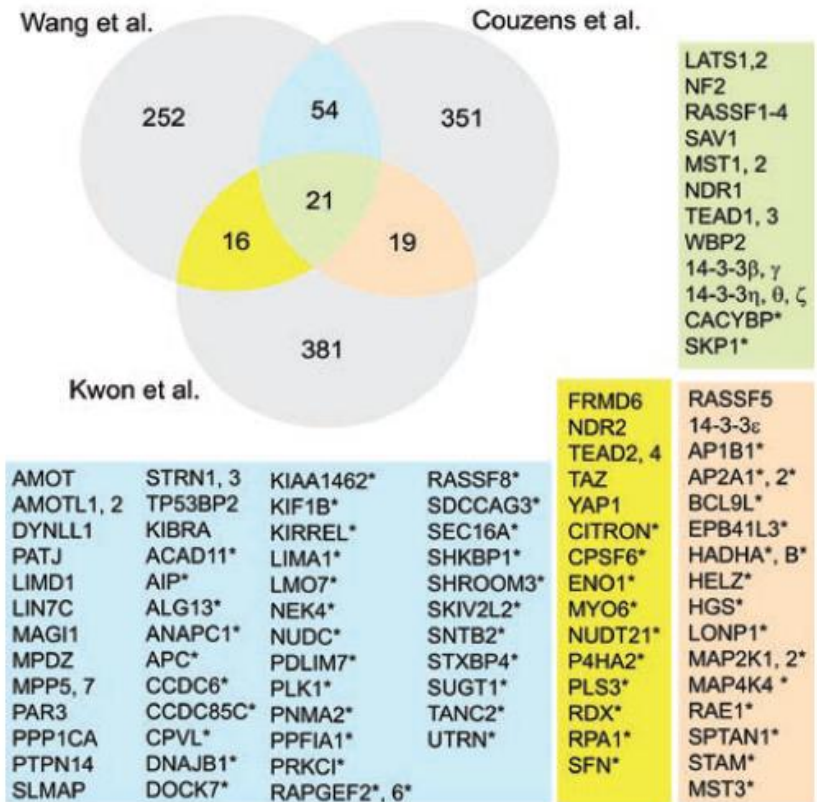 Wang et al.
Couzens et al.
252
54
351
21
16
19
381
Kwon et al.
LATS1,2
NF2
RASSF1-4
SAV1
MST1, 2
NDR1
TEAD1, 3
WBP2
14-3-3β, γ
14-3-3η, θ, ζ
CACYBP*
SKP1*
AMOT
AMOTL1, 2
DYNLL1
PATJ
LIMD1
LIN7C
MAGI1
MPDZ
MPP5, 7
PAR3
PPP1CA
PTPN14
SLMAP
STRN1, 3
TP53BP2
KIBRA
ACAD11*
AIP*
ALG13*
ANAPC1*
APC*
CCDC6*
CCDC85C*
CPVL*
DNAJB1*
DOCK7*
KIAA1462*
KIF1B*
KIRREL*
LIMA1*
LMO7*
NEK4*
NUDC*
PDLIM7*
PLK1*
PNMA2*
PPFIA1*
PRKCI*
RAPGEF2*, 6*
RASSF8*
SDCCAG3*
SEC16A*
SHKBP1*
SHROOM3*
SKIV2L2*
SNTB2*
STXBP4*
SUGT1*
TANC2*
UTRN*
FRMD6
NDR2
TEAD2, 4
TAZ
YAP1
CITRON*
CPSF6*
ENO1*
MYO6*
NUDT21*
P4HA2*
PLS3*
RDX*
RPA1*
SFN*
RASSF5
14-3-3ε
AP1B1*
AP2A1*, 2*
BCL9L*
EPB41L3*
HADHA*, B*
HELZ*
HGS*
LONP1*
MAP2K1, 2*
MAP4K4 *
RAE1*
SPTAN1*
STAM*
MST3*